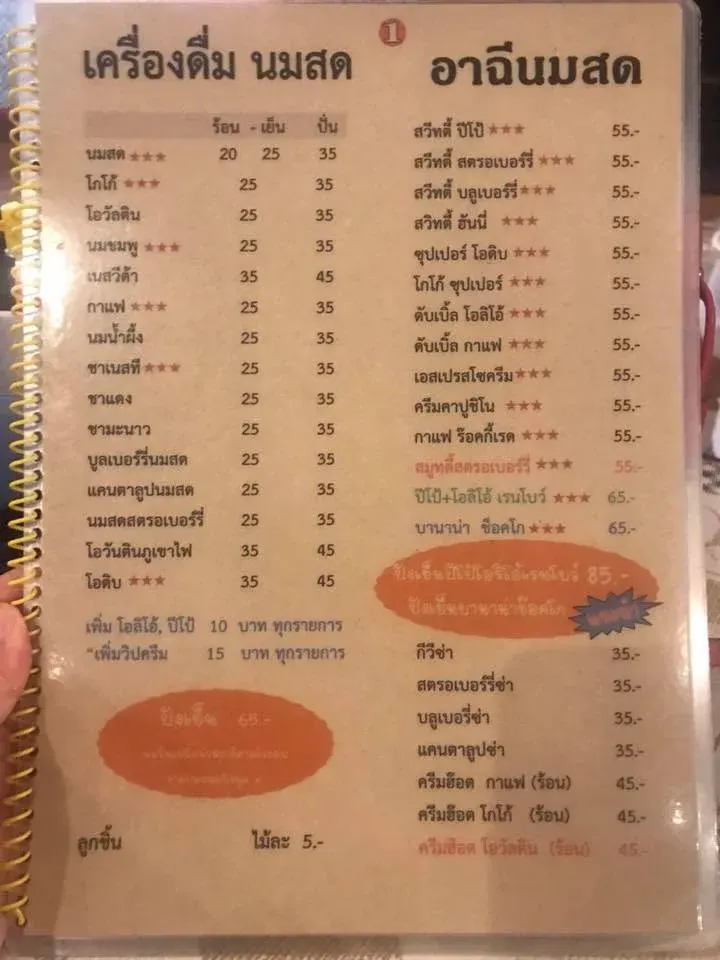 1
เครื่องดื่ม นมสด
ร้อน - เย็น ปั่น
นมสด ★★★ 20 25 35
โกโก้ ★★★ 25 35
โอวัลติน 25 35
นมชมพู ★★★ 25 35
เนสวีต้า 35 45
กาแฟ ★★★ 25 35
นมน้ำผึ้ง 25 35
ชาเนสที ★★★ 25 35
ชาแดง 25 35
ชามะนาว 25 35
บูลเบอร์รี่นมสด 25 35
แคนตาลูปนมสด 25 35
นมสดสตรอเบอร์รี่ 25 35
โอวันตินภูเขาไฟ 35 45
โอดิบ ★★★ 35 45
เพิ่ม โอลิโอ้, ปีโป้ 10 บาท ทุกรายการ
"เพิ่มวิปครีม 15 บาท ทุกรายการ
ปังเย็น 65.-
ลูกชิ้น ไม้ละ 5.-
อาฉีนมสด
สวีทตี้ ปีโป้ ★★★ 55.-
สวีทตี้ สตรอเบอร์รี่ ★★★ 55.-
สวีทตี้ บลูเบอร์รี่ ★★★ 55.-
สวิทตี้ ฮันนี่ ★★★ 55.-
ซุปเปอร์ โอดิบ ★★★ 55.-
โกโก้ ซุปเปอร์ ★★★ 55.-
ดับเบิ้ล โอลิโอ้ ★★★ 55.-
ดับเบิ้ล กาแฟ ★★★ 55.-
เอสเปรสโซครีม ★★★ 55.-
ครีมคาปูชิโน ★★★ 55.-
กาแฟ ร๊อคกี้เรด ★★★ 55.-
สมูทตี้สตรอเบอร์รี่ ★★★ 55.-
ปีโป้+โอลิโอ้ เรนโบว์ ★★★ 65.-
บานาน่า ช็อคโก ★★★ 65.-
ปังเย็นปีโป้โอริโอ้เรนโบว์ 85.-
ปังเย็นบานาน่าช๊อคโก
กีวีซ่า 35.-
สตรอเบอร์รี่ซ่า 35.-
บลูเบอรี่ซ่า 35.-
แคนตาลูปซ่า 35.-
ครีมฮ๊อต กาแฟ (ร้อน) 45.-
ครีมฮ๊อต โกโก้ (ร้อน) 45.-
ครีมฮ๊อต โอวัลติน (ร้อน) 45.-